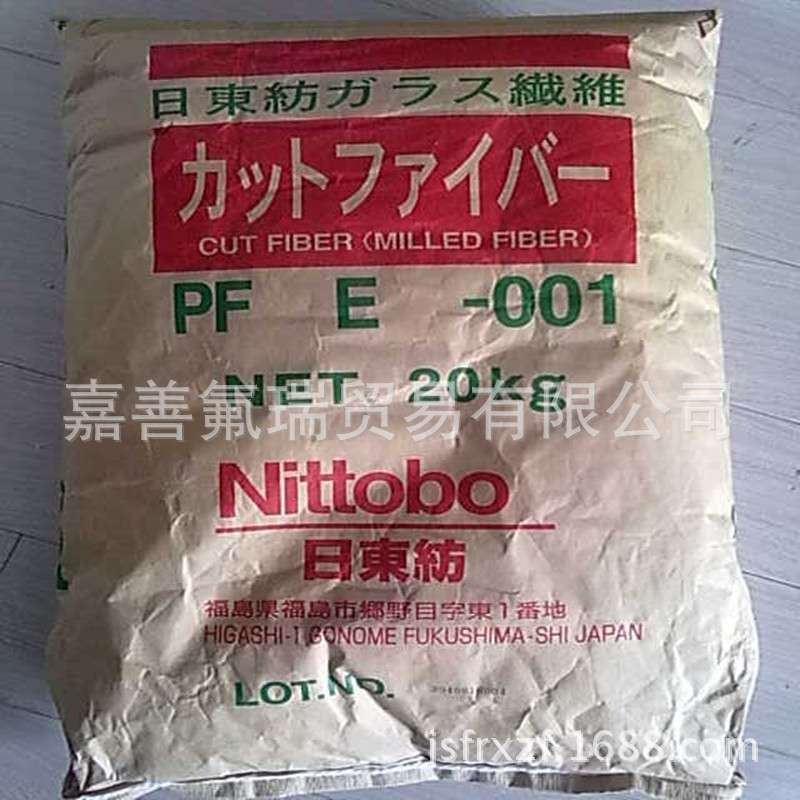 日東紡ガラス繊維
カットファイバー
CUT FIBER (MILLED FIBER)
PF E -001
NET. 20kg
嘉善氟瑞贸易有限公司
Nittobo
日東紡
福島県福島市郷野目字東1番地
HIGASHI-1 GONOME FUKUSHIMA-SHI JAPAN
LOT.NO.
jsfrxzf.1688.com